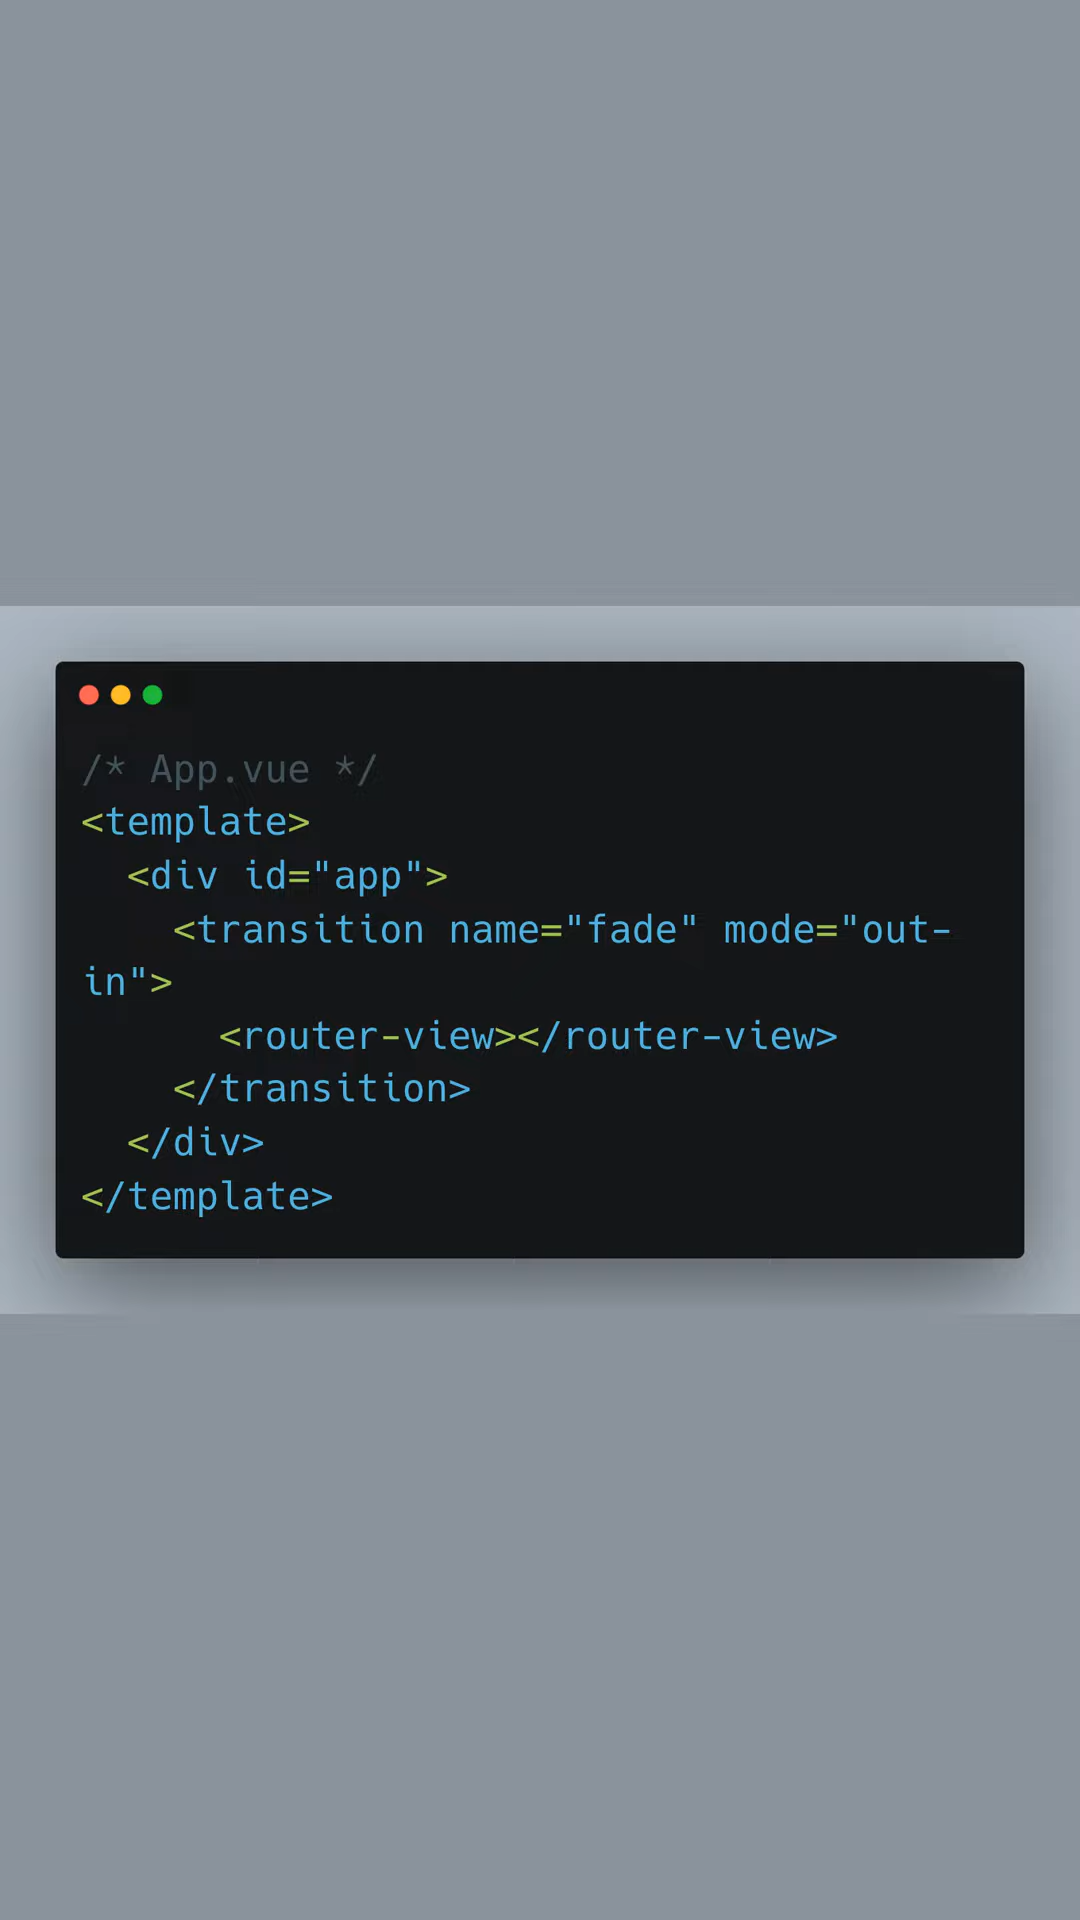 /* App.vue */
<template>
  <div id="app">
    <transition name="fade" mode="out-
in">
      <router-view></router-view>
    </transition>
  </div>
</template>